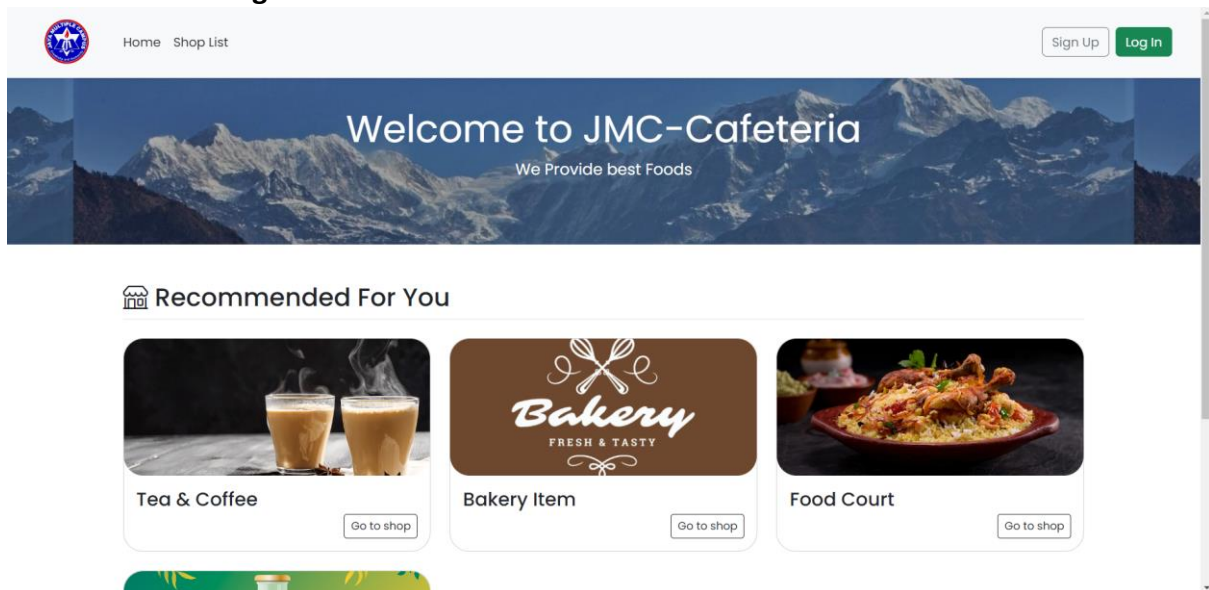 Home Shop List
Sign Up Log In
Welcome to JMC-Cafeteria
We Provide best Foods
Recommended For You
Bakery
FRESH & TASTY
Tea & Coffee
Go to shop
Bakery Item
Go to shop
Food Court
Go to shop